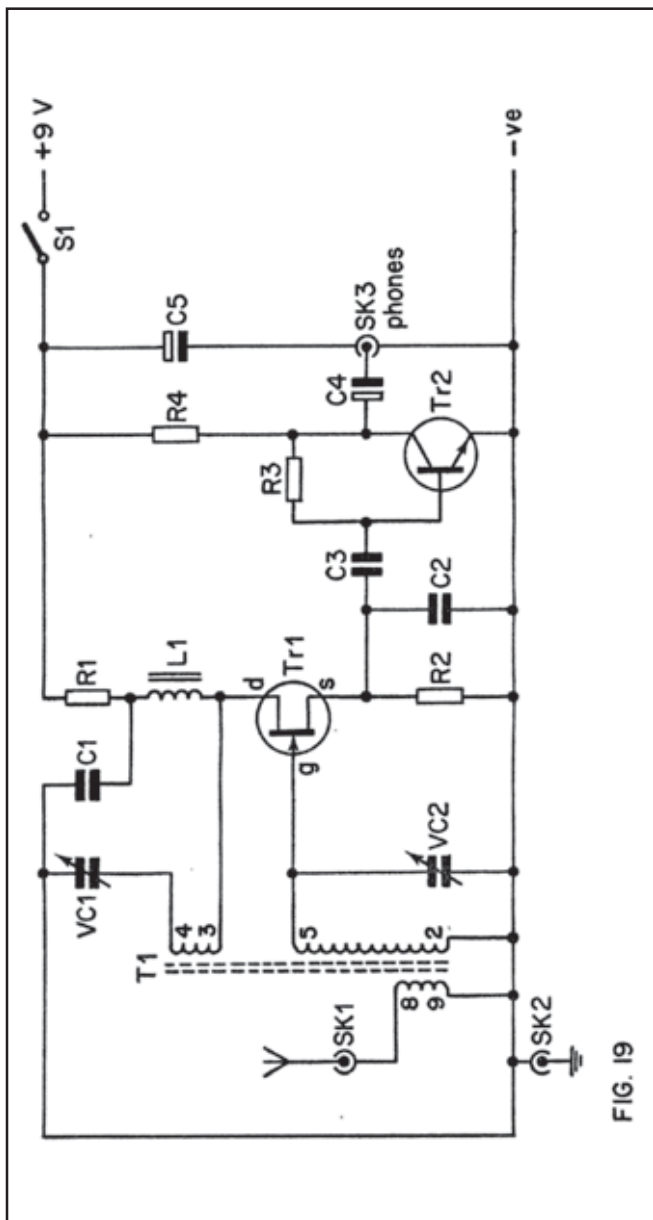 +9 V
S1
VC1
C1
R1
T1
4
3
L1
R4
C5
d
Tr1
g
s
R3
C4
SK3
phones
C3
Tr2
SK1
8
9
5
2
VC2
R2
C2
-ve
SK2
FIG. 19